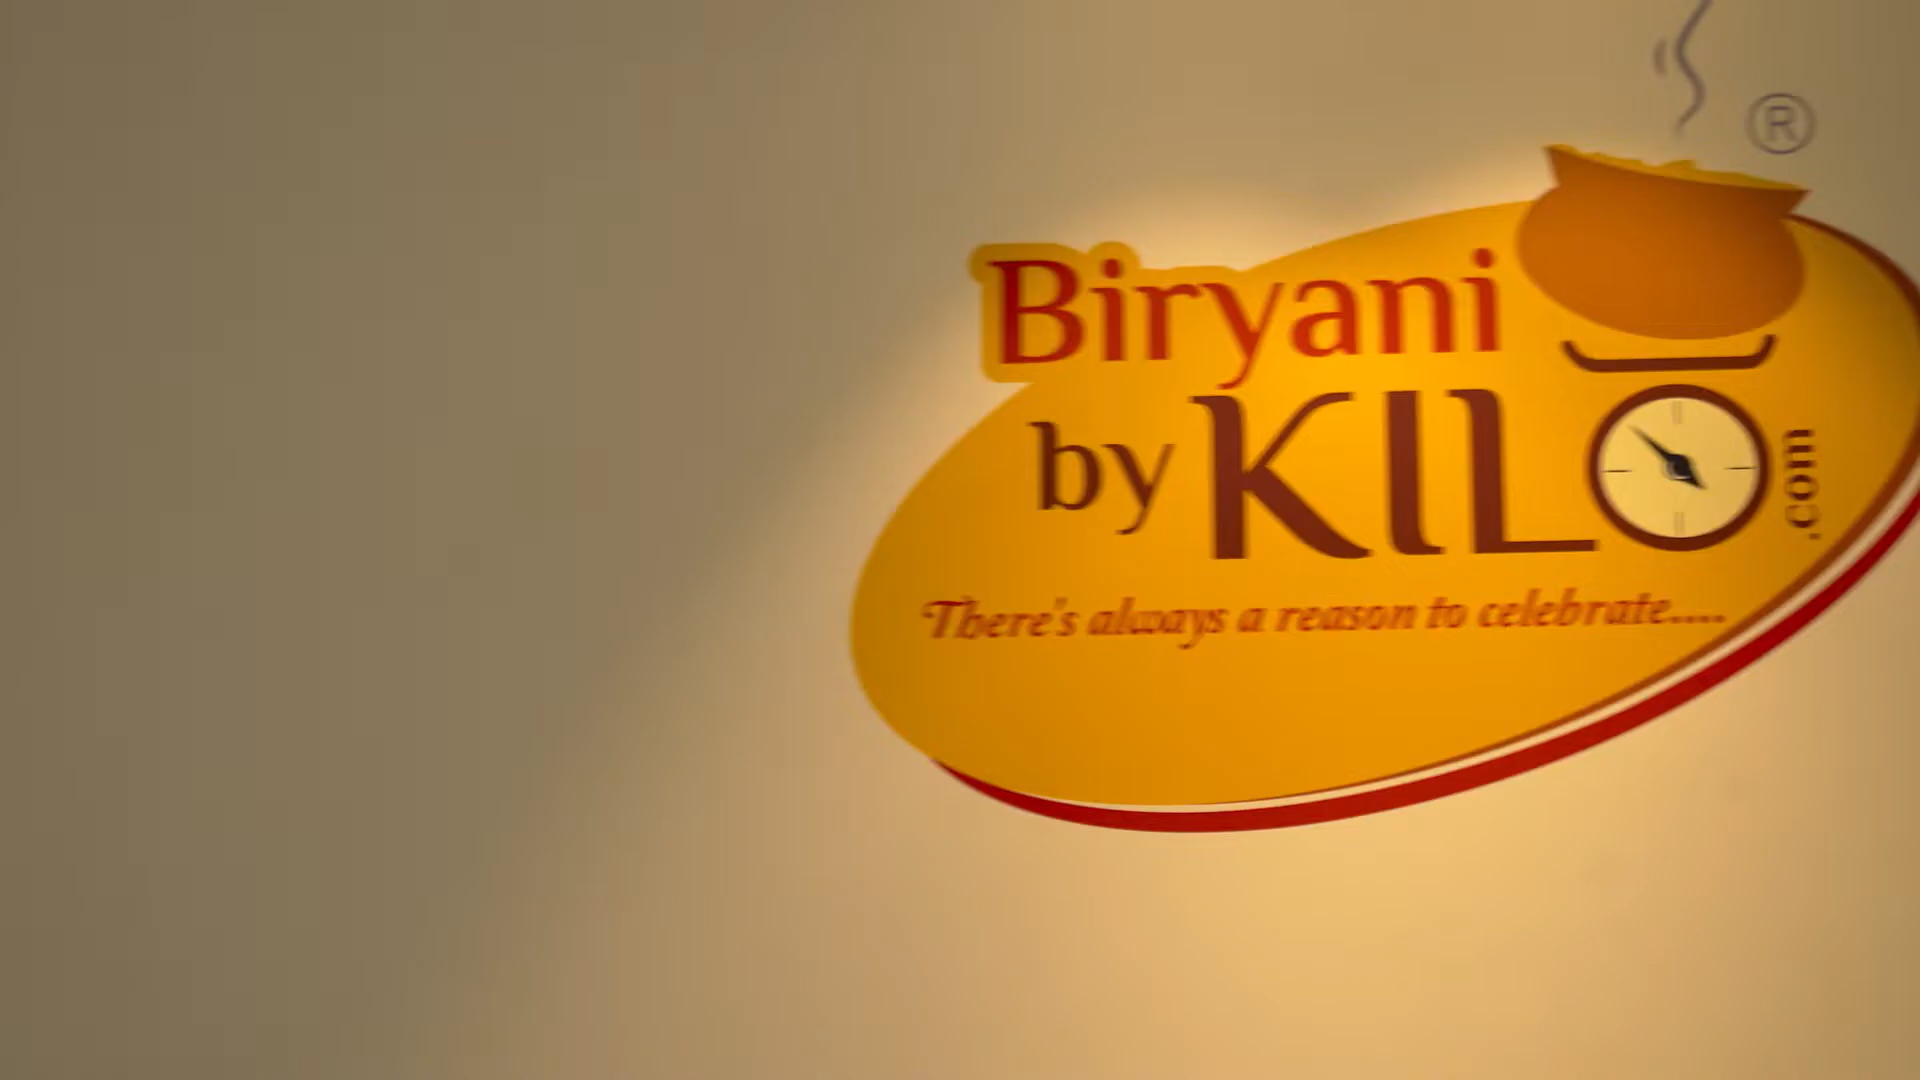 ®
Biryani
by KILO
.com
There's always a reason to celebrate....